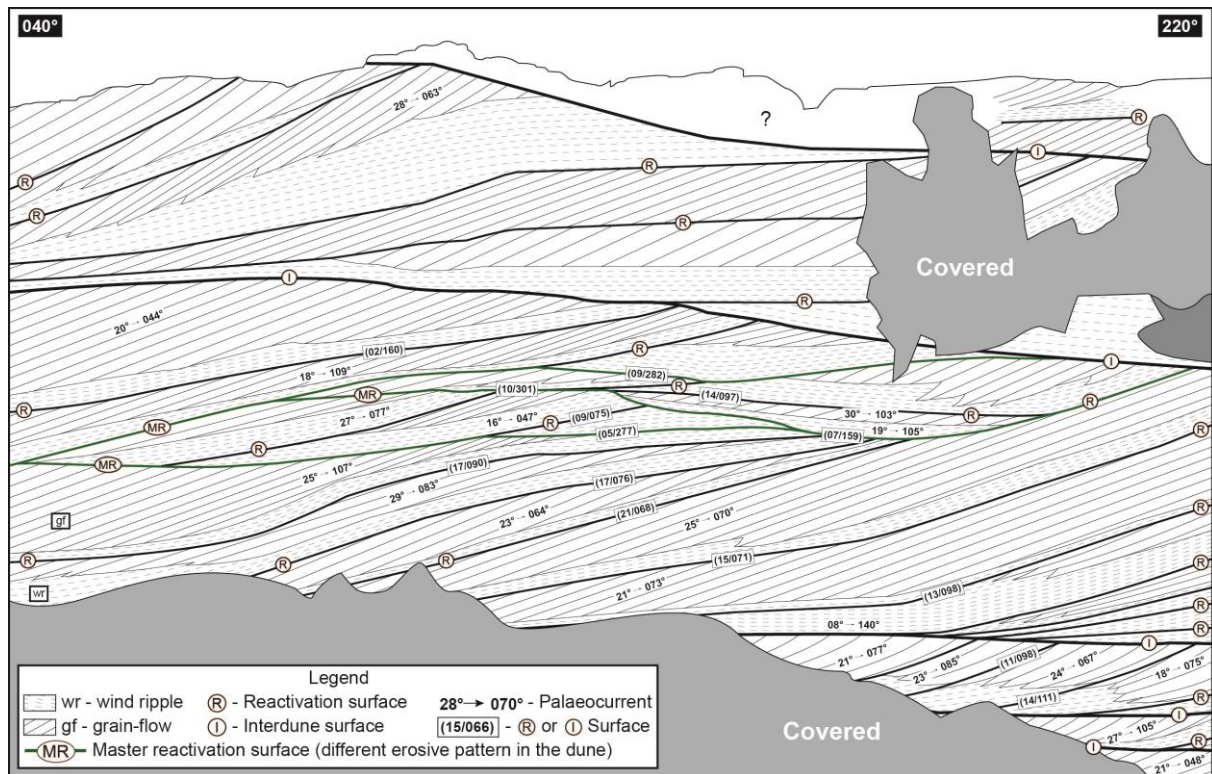 040°
220°
28°→ 063°
?
R
R
R
R
R
I
I
Covered
R
20° → 044°
(02/160)
R
I
18° → 109°
(09/282)
MR
(10/301)
R
(14/097)
R
R
MR
27° → 077°
16° → 047°
(09/075)
30° → 103°
R
R
R
(05/277)
19° → 105°
(07/159)
R
MR
25° → 107°
(17/090)
29° → 083°
(17/076)
gf
23° → 064°
(21/068)
25° → 070°
R
R
R
R
(15/071)
R
wr
21° → 073°
(13/098)
R
08° → 140°
R
R
I
21° → 077°
23° → 085°
(11/098)
24° → 067°
18° → 075°
(14/111)
R
I
27° → 105°
R
I
21° → 048°
Covered
Legend
wr - wind ripple
R - Reactivation surface
28°→ 070° - Palaeocurrent
gf - grain-flow
I - Interdune surface
(15/066) - R or I Surface
MR - Master reactivation surface (different erosive pattern in the dune)